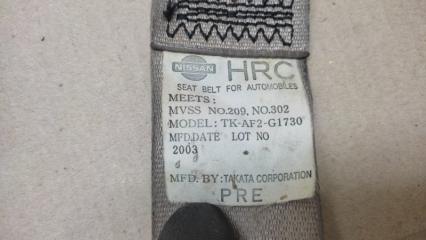 NISSAN HRC
SEAT BELT FOR AUTOMOBILES
MEETS:
MVSS NO.209, NO.302
MODEL: TK-AF2-G1730
MFD.DATE LOT NO
2003
MFD. BY: TAKATA CORPORATION
PRE